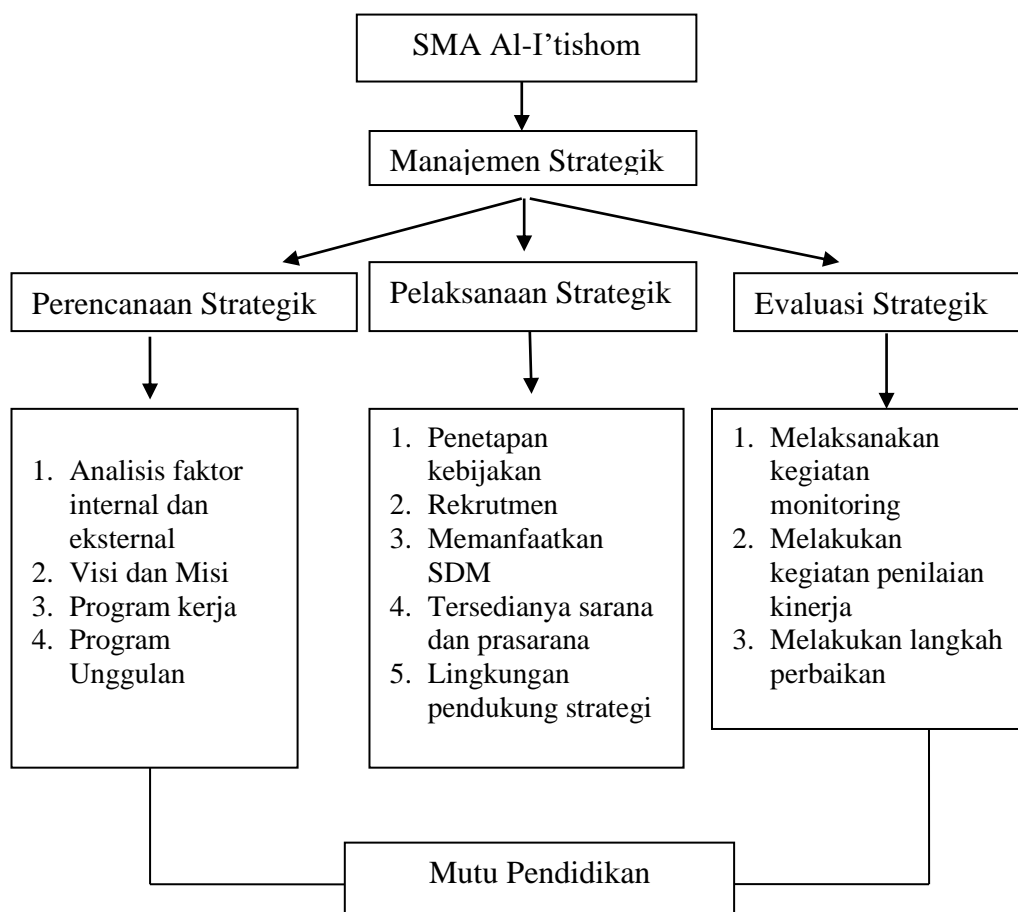 SMA Al-I’tishom
Manajemen Strategik
Perencanaan Strategik
Pelaksanaan Strategik
Evaluasi Strategik
1. Analisis faktor
internal dan
eksternal
2. Visi dan Misi
3. Program kerja
4. Program
Unggulan
1. Penetapan
kebijakan
2. Rekrutmen
3. Memanfaatkan
SDM
4. Tersedianya sarana
dan prasarana
5. Lingkungan
pendukung strategi
1. Melaksanakan
kegiatan
monitoring
2. Melakukan
kegiatan penilaian
kinerja
3. Melakukan langkah
perbaikan
Mutu Pendidikan